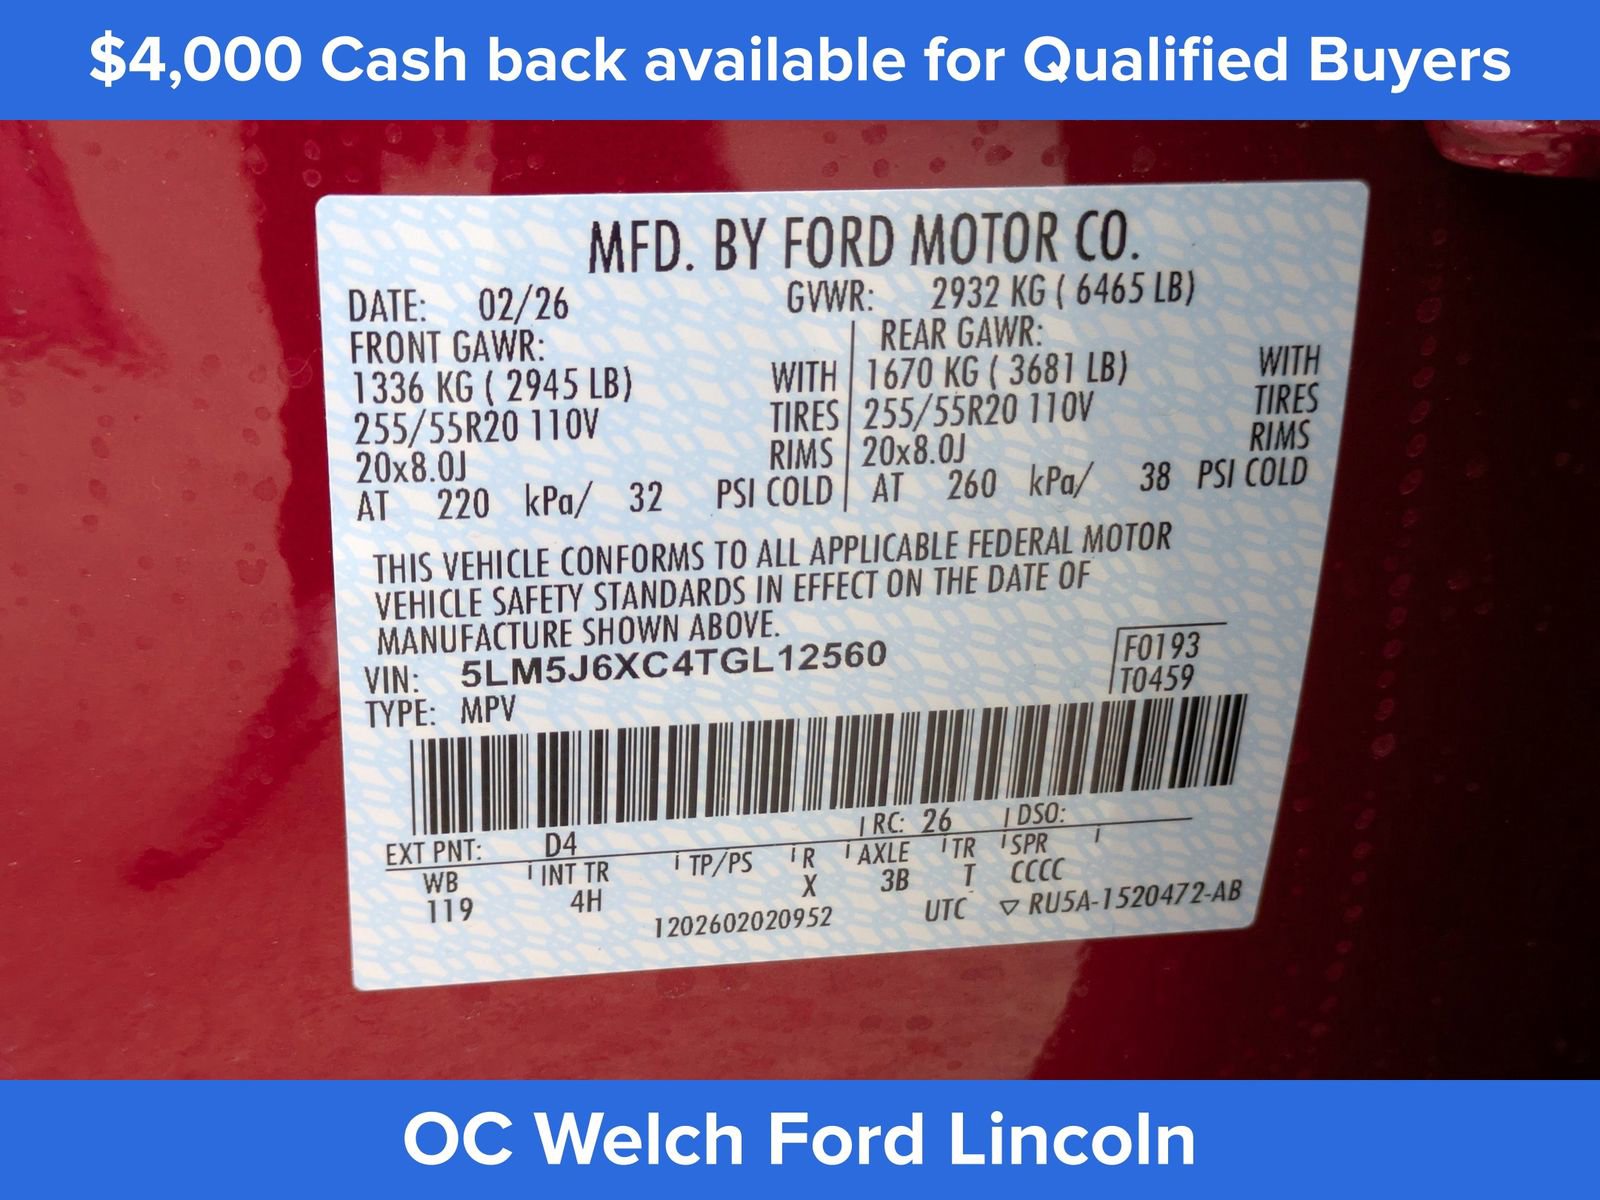 $4,000 Cash back available for Qualified Buyers
MFD. BY FORD MOTOR CO.
DATE: 02/26 GVWR: 2932 KG ( 6465 LB)
FRONT GAWR: REAR GAWR:
1336 KG ( 2945 LB) WITH 1670 KG ( 3681 LB) WITH
255/55R20 110V TIRES 255/55R20 110V TIRES
20x8.0J RIMS 20x8.0J RIMS
AT 220 kPa/ 32 PSI COLD AT 260 kPa/ 38 PSI COLD
THIS VEHICLE CONFORMS TO ALL APPLICABLE FEDERAL MOTOR
VEHICLE SAFETY STANDARDS IN EFFECT ON THE DATE OF
MANUFACTURE SHOWN ABOVE.
VIN: 5LM5J6XC4TGL12560 F0193
TYPE: MPV T0459
EXT PNT: D4 RC: 26 DSO:
WB INT TR TP/PS R AXLE TR SPR
119 4H X 3B T CCCC
1202602020952 UTC ▽ RU5A-1520472-AB
OC Welch Ford Lincoln